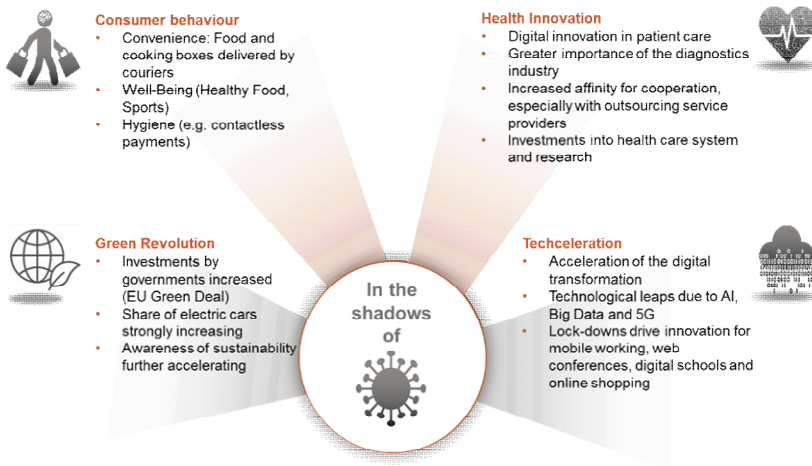 Consumer behaviour
• Convenience: Food and
cooking boxes delivered by
couriers
• Well-Being (Healthy Food,
Sports)
• Hygiene (e.g. contactless
payments)
Health Innovation
• Digital innovation in patient care
• Greater importance of the diagnostics
industry
• Increased affinity for cooperation,
especially with outsourcing service
providers
• Investments into health care system
and research
Green Revolution
• Investments by
governments increased
(EU Green Deal)
• Share of electric cars
strongly increasing
• Awareness of sustainability
further accelerating
In the
shadows
of
Techceleration
• Acceleration of the digital
transformation
• Technological leaps due to AI,
Big Data and 5G
• Lock-downs drive innovation for
mobile working, web
conferences, digital schools and
online shopping